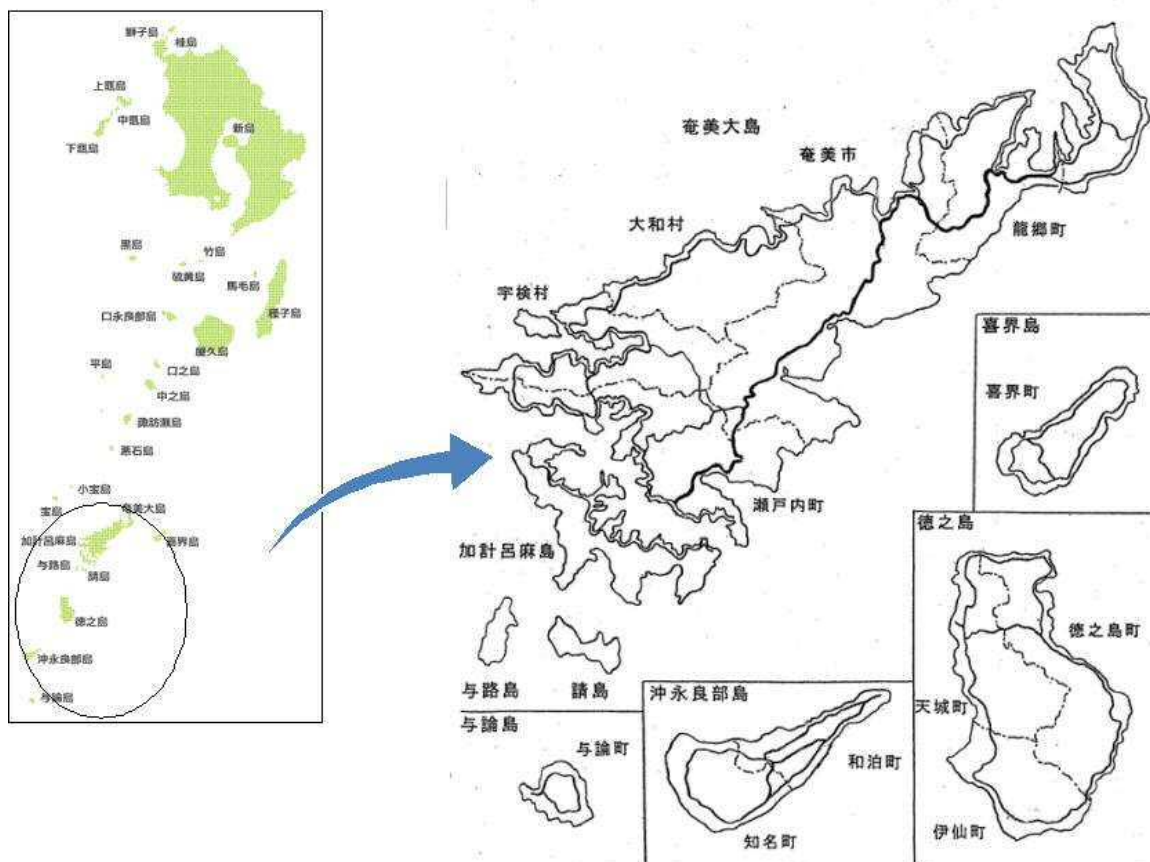 獅子島
桂島
上甑島
中甑島
下甑島
新島
黒島
竹島
硫黄島
馬毛島
種子島
口永良部島
屋久島
平島
口之島
中之島
諏訪瀬島
悪石島
小宝島
宝島
奄美大島
加計呂麻島
喜界島
与路島
請島
徳之島
沖永良部島
与論島
奄美大島
奄美市
大和村
龍郷町
宇検村
瀬戸内町
加計呂麻島
与路島
請島
喜界島
喜界町
徳之島
徳之島町
天城町
伊仙町
沖永良部島
和泊町
知名町
与論島
与論町